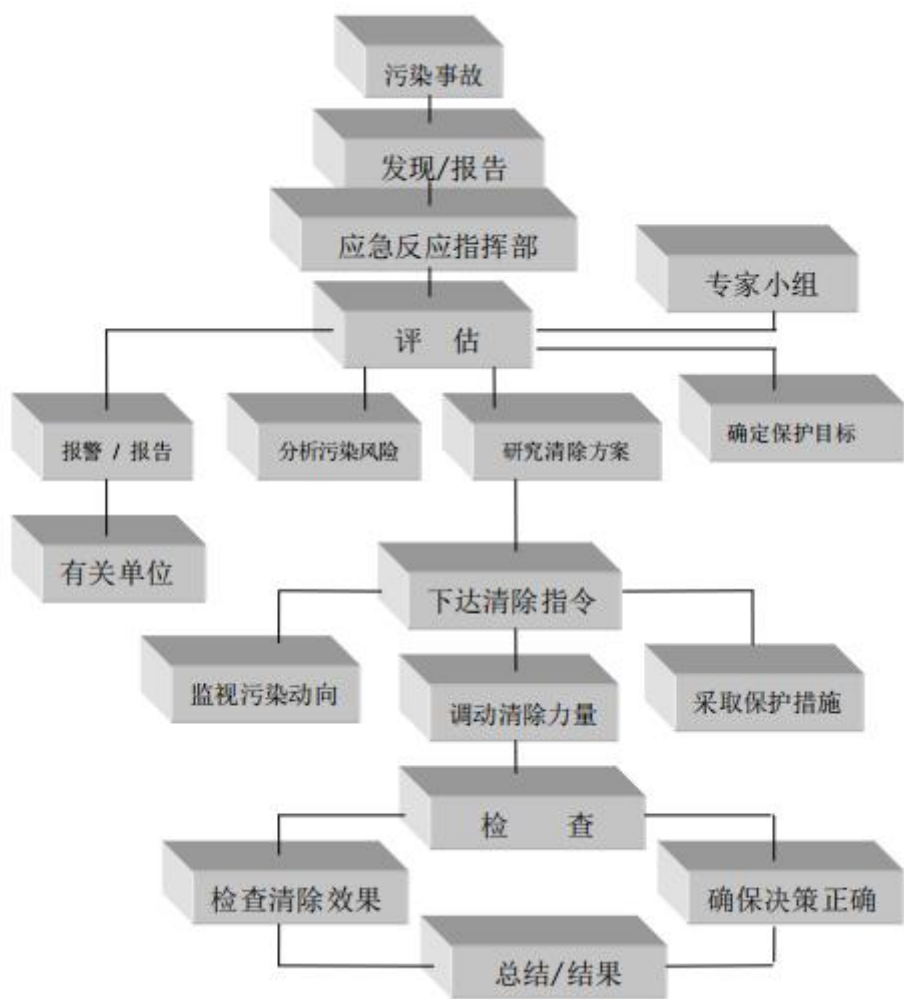 污染事故
发现/报告
应急反应指挥部
专家小组
评 估
报警 / 报告
分析污染风险
研究清除方案
确定保护目标
有关单位
下达清除指令
监视污染动向
调动清除力量
采取保护措施
检 查
检查清除效果
确保决策正确
总结/结果